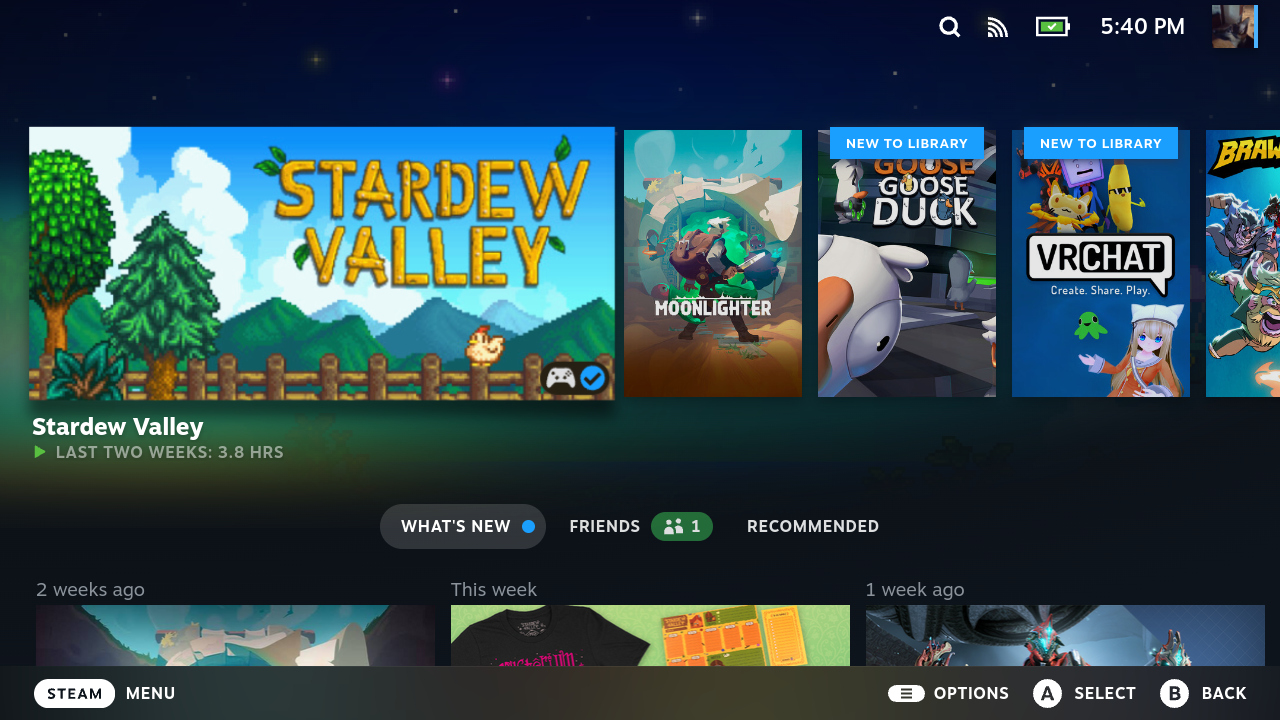 5:40 PM
STARDEW
VALLEY
MOONLIGHTER
NEW TO LIBRARY
GOOSE
GOOSE
DUCK
NEW TO LIBRARY
VRCHAT
Create. Share. Play.
Stardew Valley
LAST TWO WEEKS: 3.8 HRS
WHAT'S NEW
FRIENDS
1
RECOMMENDED
2 weeks ago
This week
1 week ago
STARDEW
VALLEY
STEAM
MENU
OPTIONS
A
SELECT
B
BACK